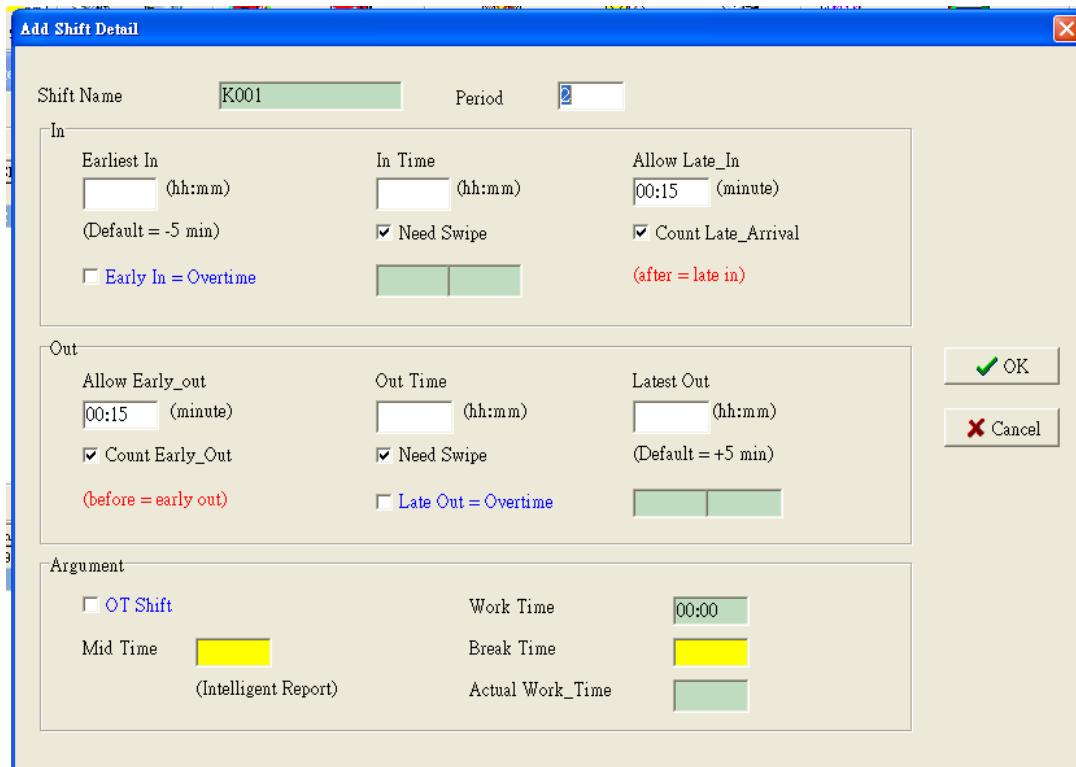 Add Shift Detail
Shift Name K001 Period 2
In
Earliest In In Time Allow Late_In
(hh:mm) (hh:mm) 00:15 (minute)
(Default = -5 min) Need Swipe Count Late_Arrival
Early In = Overtime (after = late in)
Out
Allow Early_out Out Time Latest Out
00:15 (minute) (hh:mm) (hh:mm)
Count Early_Out Need Swipe (Default = +5 min)
(before = early out) Late Out = Overtime
OK
Cancel
Argument
OT Shift Work Time 00:00
Mid Time Break Time
(Intelligent Report) Actual Work_Time